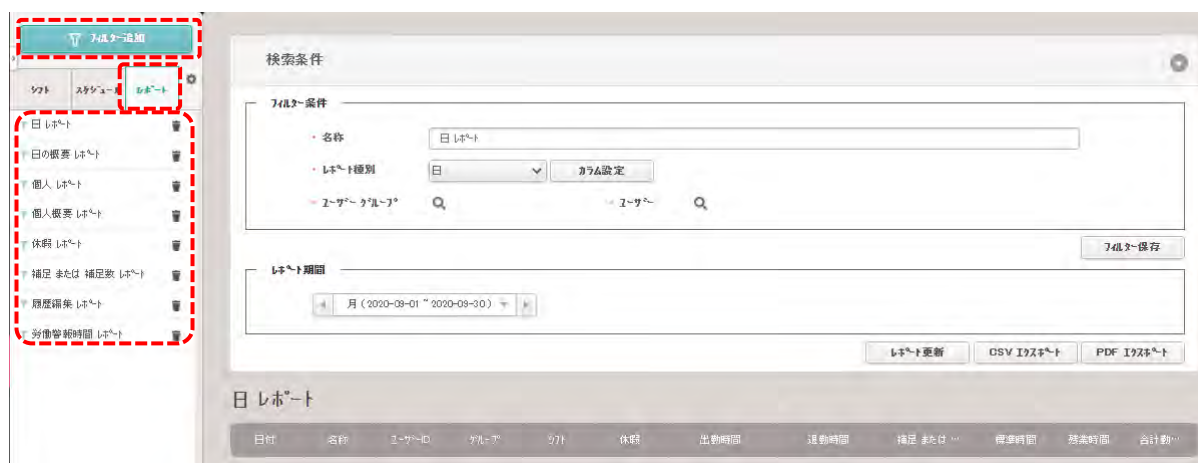 フィルター追加
シフト スケジュール レポート
日 レポート
日の概要 レポート
個人 レポート
個人概要 レポート
休暇 レポート
補足 または 補足数 レポート
履歴編集 レポート
労働警報時間 レポート
検索条件
フィルター条件
・ 名称 日 レポート
・ レポート種別 日 カラム設定
・ ユーザー グループ ・ ユーザー
フィルター保存
レポート期間
月 ( 2020-09-01 ~ 2020-09-30 )
レポート更新 CSV エクスポート PDF エクスポート
日 レポート
日付 名称 ユーザーID グループ シフト 休暇 出勤時間 退勤時間 補足 または … 標準時間 残業時間 合計勤…